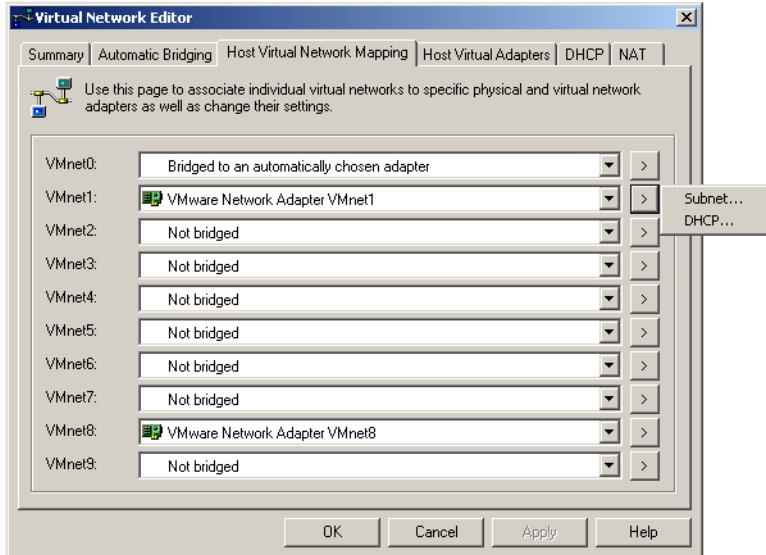 Virtual Network Editor
Summary Automatic Bridging Host Virtual Network Mapping Host Virtual Adapters DHCP NAT
Use this page to associate individual virtual networks to specific physical and virtual network
adapters as well as change their settings.
VMnet0: Bridged to an automatically chosen adapter >
VMnet1: VMware Network Adapter VMnet1 > Subnet...
DHCP...
VMnet2: Not bridged >
VMnet3: Not bridged >
VMnet4: Not bridged >
VMnet5: Not bridged >
VMnet6: Not bridged >
VMnet7: Not bridged >
VMnet8: VMware Network Adapter VMnet8 >
VMnet9: Not bridged >
OK Cancel Apply Help